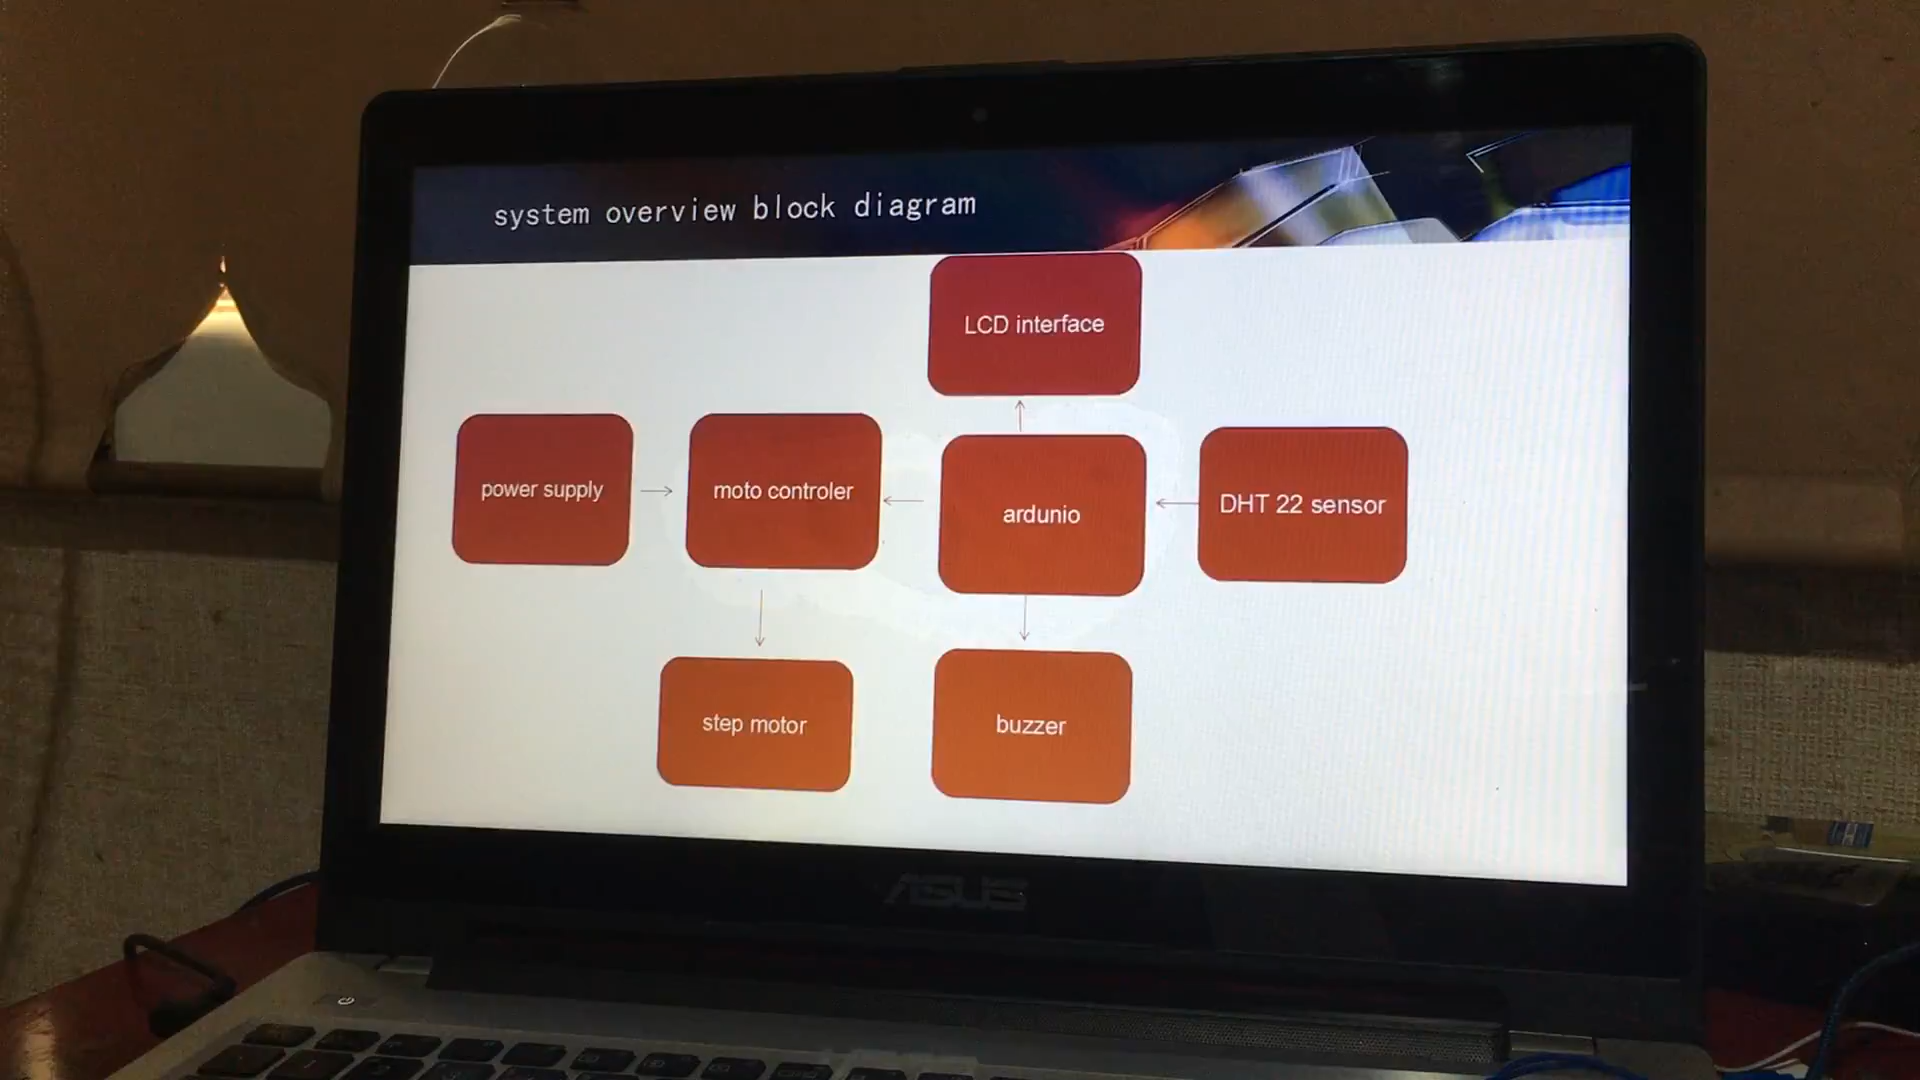 system overview block diagram
LCD interface
power supply
moto controler
ardunio
DHT 22 sensor
step motor
buzzer
ASUS